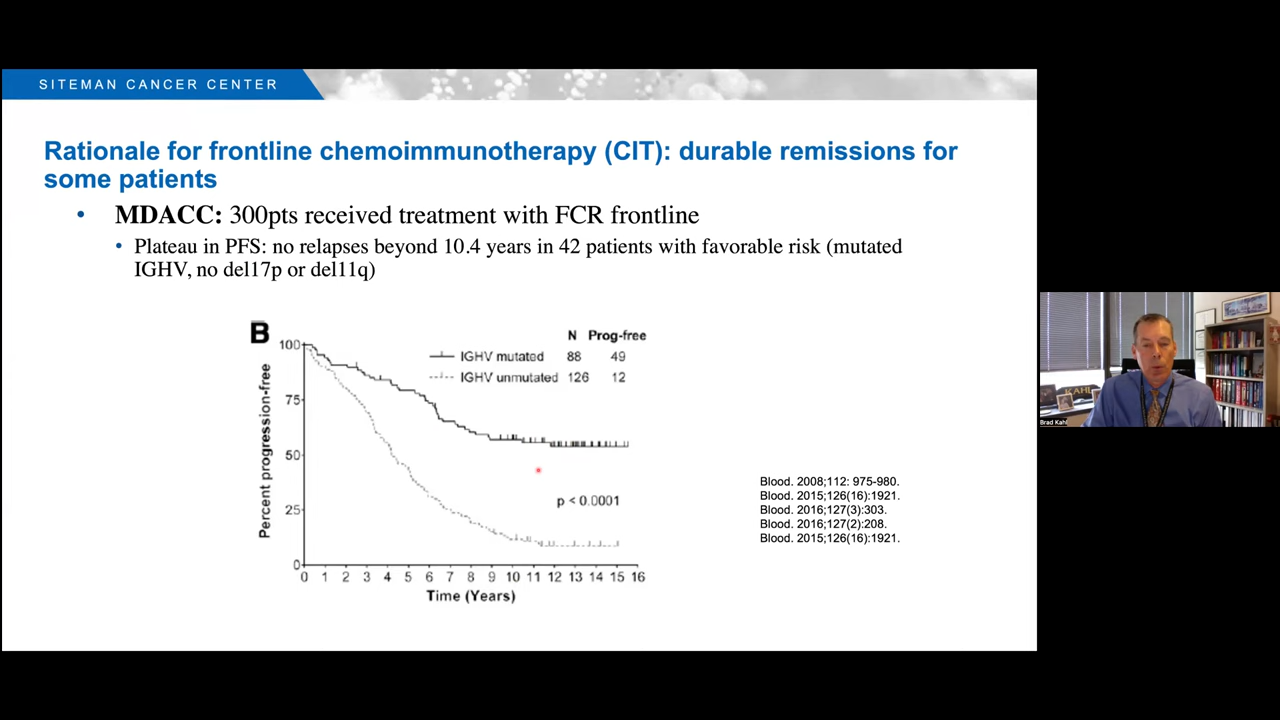 SITEMAN CANCER CENTER
Rationale for frontline chemoimmunotherapy (CIT): durable remissions for
some patients
• MDACC: 300pts received treatment with FCR frontline
• Plateau in PFS: no relapses beyond 10.4 years in 42 patients with favorable risk (mutated
IGHV, no del17p or del11q)
B
N Prog-free
IGHV mutated 88 49
IGHV unmutated 126 12
100
75
50
25
0
Percent progression-free
p < 0.0001
0 1 2 3 4 5 6 7 8 9 10 11 12 13 14 15 16
Time (Years)
Blood. 2008;112: 975-980.
Blood. 2015;126(16):1921.
Blood. 2016;127(3):303.
Blood. 2016;127(2):208.
Blood. 2015;126(16):1921.
KAHL
Brad Kahl